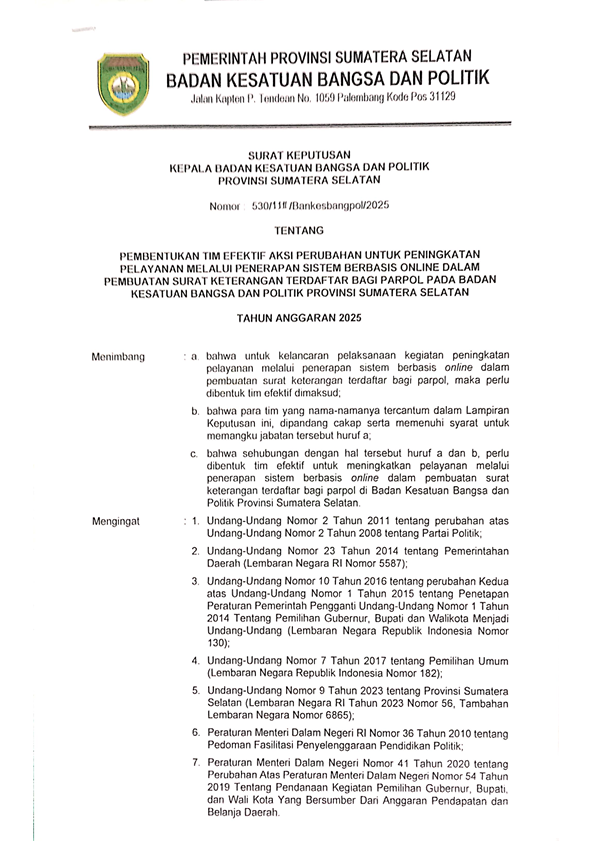 PEMERINTAH PROVINSI SUMATERA SELATAN
BADAN KESATUAN BANGSA DAN POLITIK
Jalan Kapten P. Tendean No. 1059 Palembang Kode Pos 31129
SURAT KEPUTUSAN
KEPALA BADAN KESATUAN BANGSA DAN POLITIK
PROVINSI SUMATERA SELATAN
Nomor : 530/ /Bankesbangpol/2025
TENTANG
PEMBENTUKAN TIM EFEKTIF AKSI PERUBAHAN UNTUK PENINGKATAN
PELAYANAN MELALUI PENERAPAN SISTEM BERBASIS ONLINE DALAM
PEMBUATAN SURAT KETERANGAN TERDAFTAR BAGI PARPOL PADA BADAN
KESATUAN BANGSA DAN POLITIK PROVINSI SUMATERA SELATAN
TAHUN ANGGARAN 2025
Menimbang : a. bahwa untuk kelancaran pelaksanaan kegiatan peningkatan
pelayanan melalui penerapan sistem berbasis online dalam
pembuatan surat keterangan terdaftar bagi parpol, maka perlu
dibentuk tim efektif dimaksud;
b. bahwa para tim yang nama-namanya tercantum dalam Lampiran
Keputusan ini, dipandang cakap serta memenuhi syarat untuk
memangku jabatan tersebut huruf a;
c. bahwa sehubungan dengan hal tersebut huruf a dan b, perlu
dibentuk tim efektif untuk meningkatkan pelayanan melalui
penerapan sistem berbasis online dalam pembuatan surat
keterangan terdaftar bagi parpol di Badan Kesatuan Bangsa dan
Politik Provinsi Sumatera Selatan.
Mengingat : 1. Undang-Undang Nomor 2 Tahun 2011 tentang perubahan atas
Undang-Undang Nomor 2 Tahun 2008 tentang Partai Politik;
2. Undang-Undang Nomor 23 Tahun 2014 tentang Pemerintahan
Daerah (Lembaran Negara RI Nomor 5587);
3. Undang-Undang Nomor 10 Tahun 2016 tentang perubahan Kedua
atas Undang-Undang Nomor 1 Tahun 2015 tentang Penetapan
Peraturan Pemerintah Pengganti Undang-Undang Nomor 1 Tahun
2014 Tentang Pemilihan Gubernur, Bupati dan Walikota Menjadi
Undang-Undang (Lembaran Negara Republik Indonesia Nomor
130);
4. Undang-Undang Nomor 7 Tahun 2017 tentang Pemilihan Umum
(Lembaran Negara Republik Indonesia Nomor 182);
5. Undang-Undang Nomor 9 Tahun 2023 tentang Provinsi Sumatera
Selatan (Lembaran Negara RI Tahun 2023 Nomor 56, Tambahan
Lembaran Negara Nomor 6865);
6. Peraturan Menteri Dalam Negeri RI Nomor 36 Tahun 2010 tentang
Pedoman Fasilitasi Penyelenggaraan Pendidikan Politik;
7. Peraturan Menteri Dalam Negeri Nomor 41 Tahun 2020 tentang
Perubahan Atas Peraturan Menteri Dalam Negeri Nomor 54 Tahun
2019 Tentang Pendanaan Kegiatan Pemilihan Gubernur, Bupati,
dan Wali Kota Yang Bersumber Dari Anggaran Pendapatan dan
Belanja Daerah.